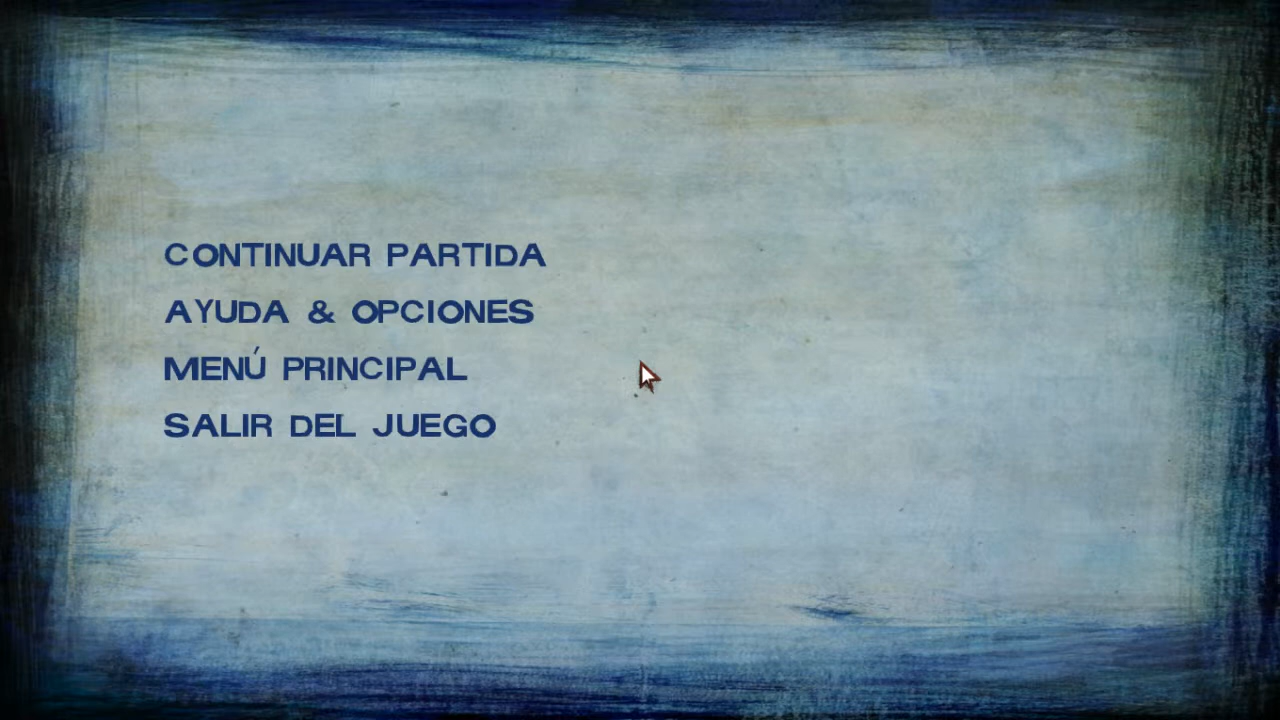 CONTINUAR PARTIDA
AYUDA & OPCIONES
MENÚ PRINCIPAL
SALIR DEL JUEGO